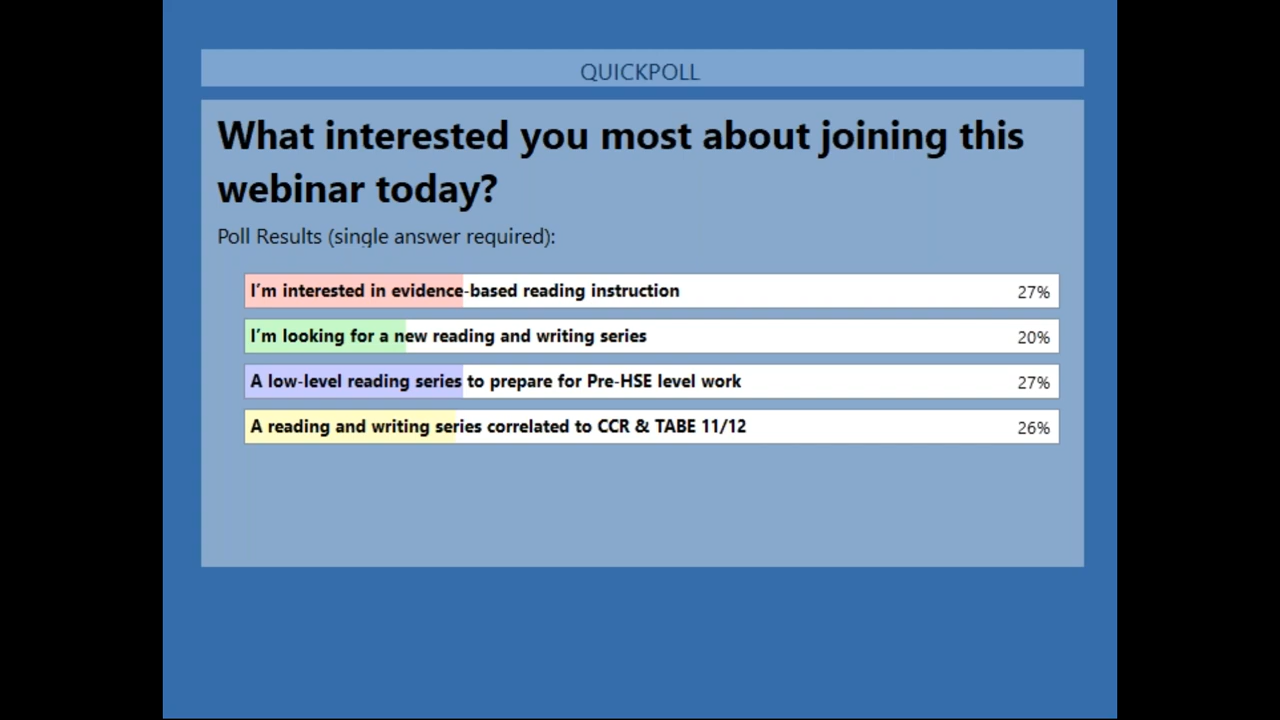 QUICKPOLL
What interested you most about joining this
webinar today?
Poll Results (single answer required):
I’m interested in evidence-based reading instruction 27%
I’m looking for a new reading and writing series 20%
A low-level reading series to prepare for Pre-HSE level work 27%
A reading and writing series correlated to CCR & TABE 11/12 26%